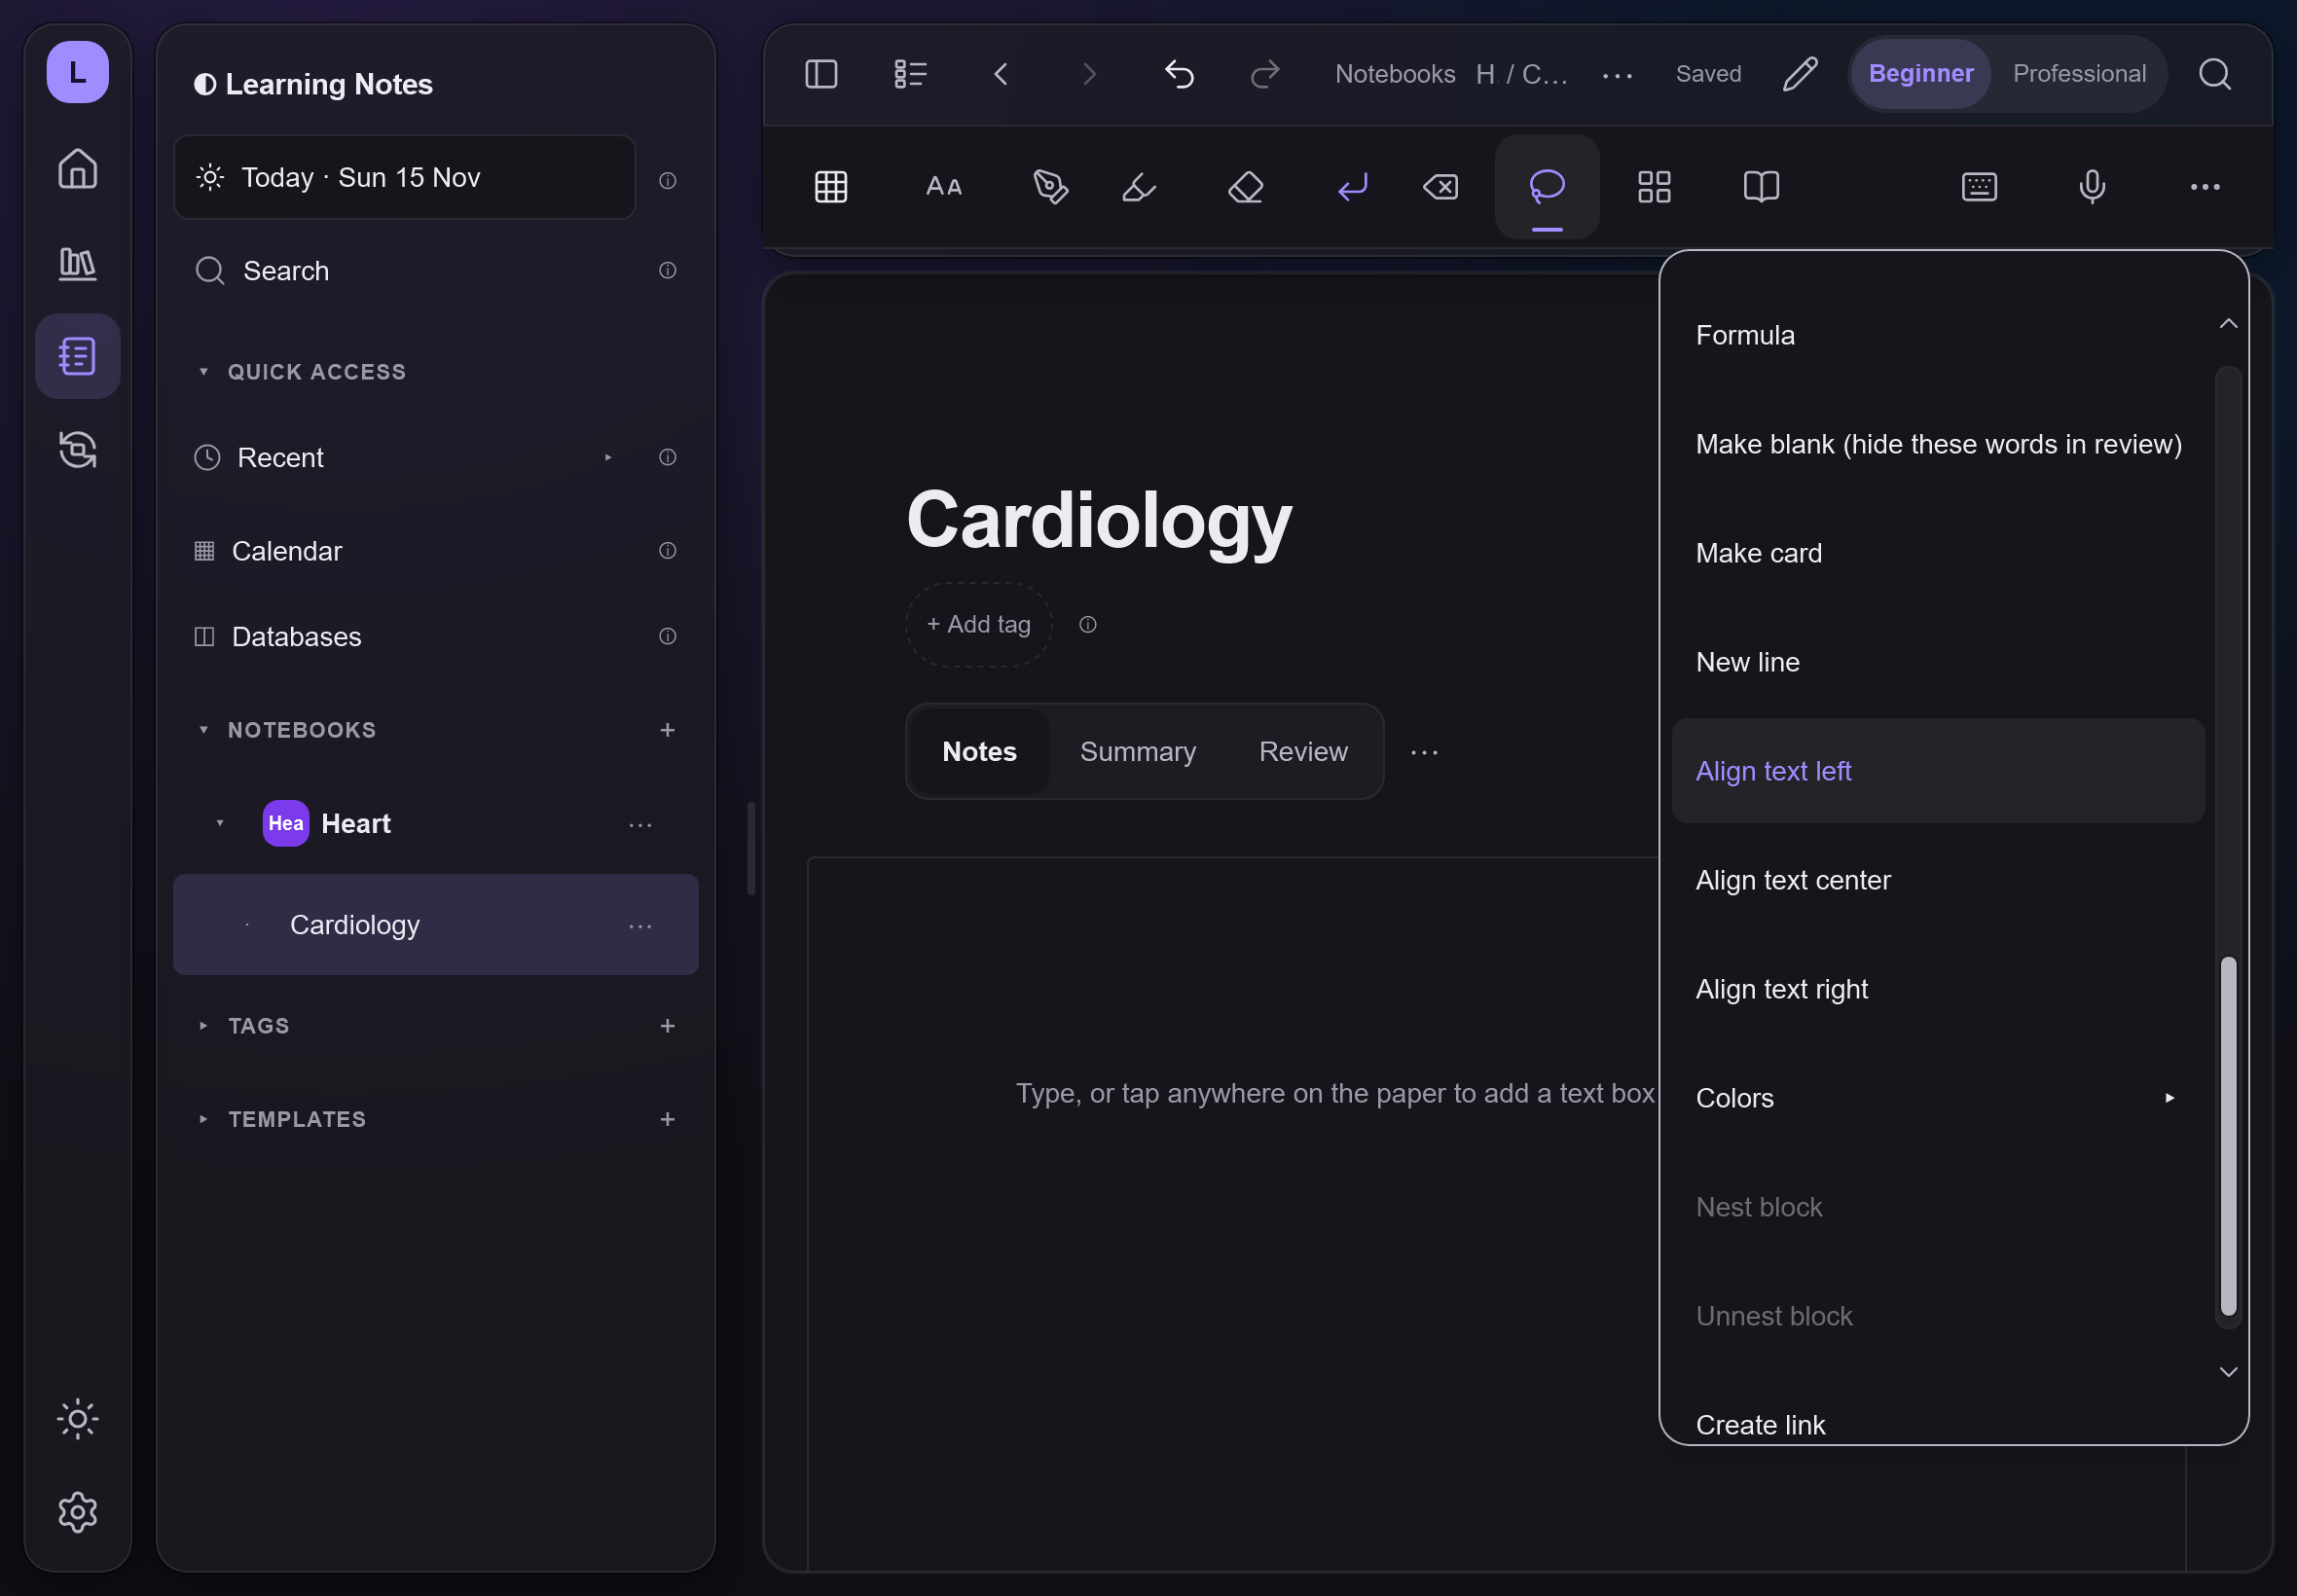 L
Learning Notes
Today · Sun 15 Nov
Search
QUICK ACCESS
Recent
Calendar
Databases
NOTEBOOKS
Hea Heart
Cardiology
TAGS
TEMPLATES
Notebooks H / C… Saved Beginner Professional
AA
Cardiology
+ Add tag
Notes Summary Review
Type, or tap anywhere on the paper to add a text box
Formula
Make blank (hide these words in review)
Make card
New line
Align text left
Align text center
Align text right
Colors
Nest block
Unnest block
Create link